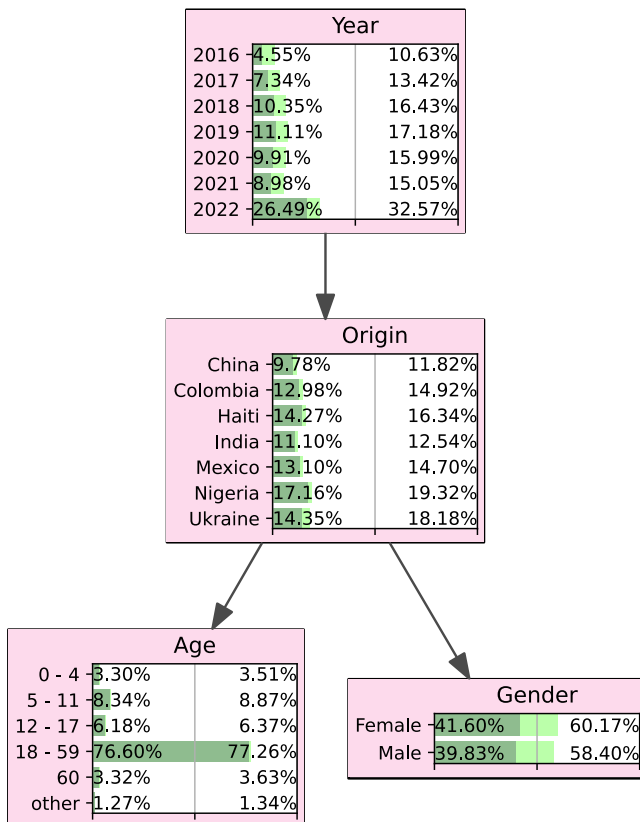 Year
2016 4.55% 10.63%
2017 7.34% 13.42%
2018 10.35% 16.43%
2019 11.11% 17.18%
2020 9.91% 15.99%
2021 8.98% 15.05%
2022 26.49% 32.57%
Origin
China 9.78% 11.82%
Colombia 12.98% 14.92%
Haiti 14.27% 16.34%
India 11.10% 12.54%
Mexico 13.10% 14.70%
Nigeria 17.16% 19.32%
Ukraine 14.35% 18.18%
Age
0 - 4 3.30% 3.51%
5 - 11 8.34% 8.87%
12 - 17 6.18% 6.37%
18 - 59 76.60% 77.26%
60 3.32% 3.63%
other 1.27% 1.34%
Gender
Female 41.60% 60.17%
Male 39.83% 58.40%